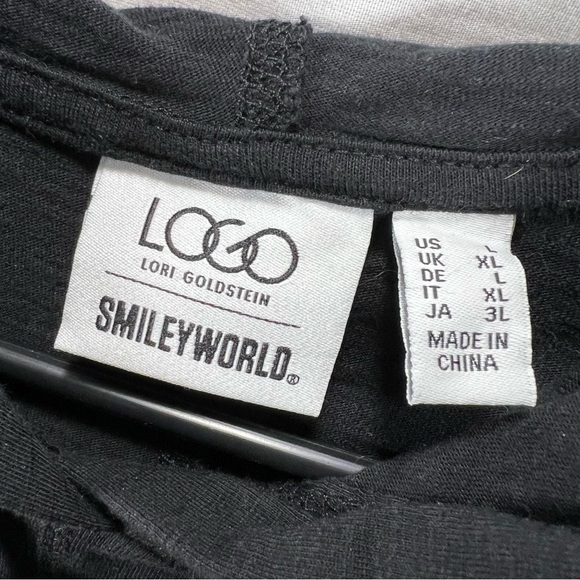 LOGO
LORI GOLDSTEIN
SMILEYWORLD®
US L
UK XL
DE L
IT XL
JA 3L
MADE IN
CHINA